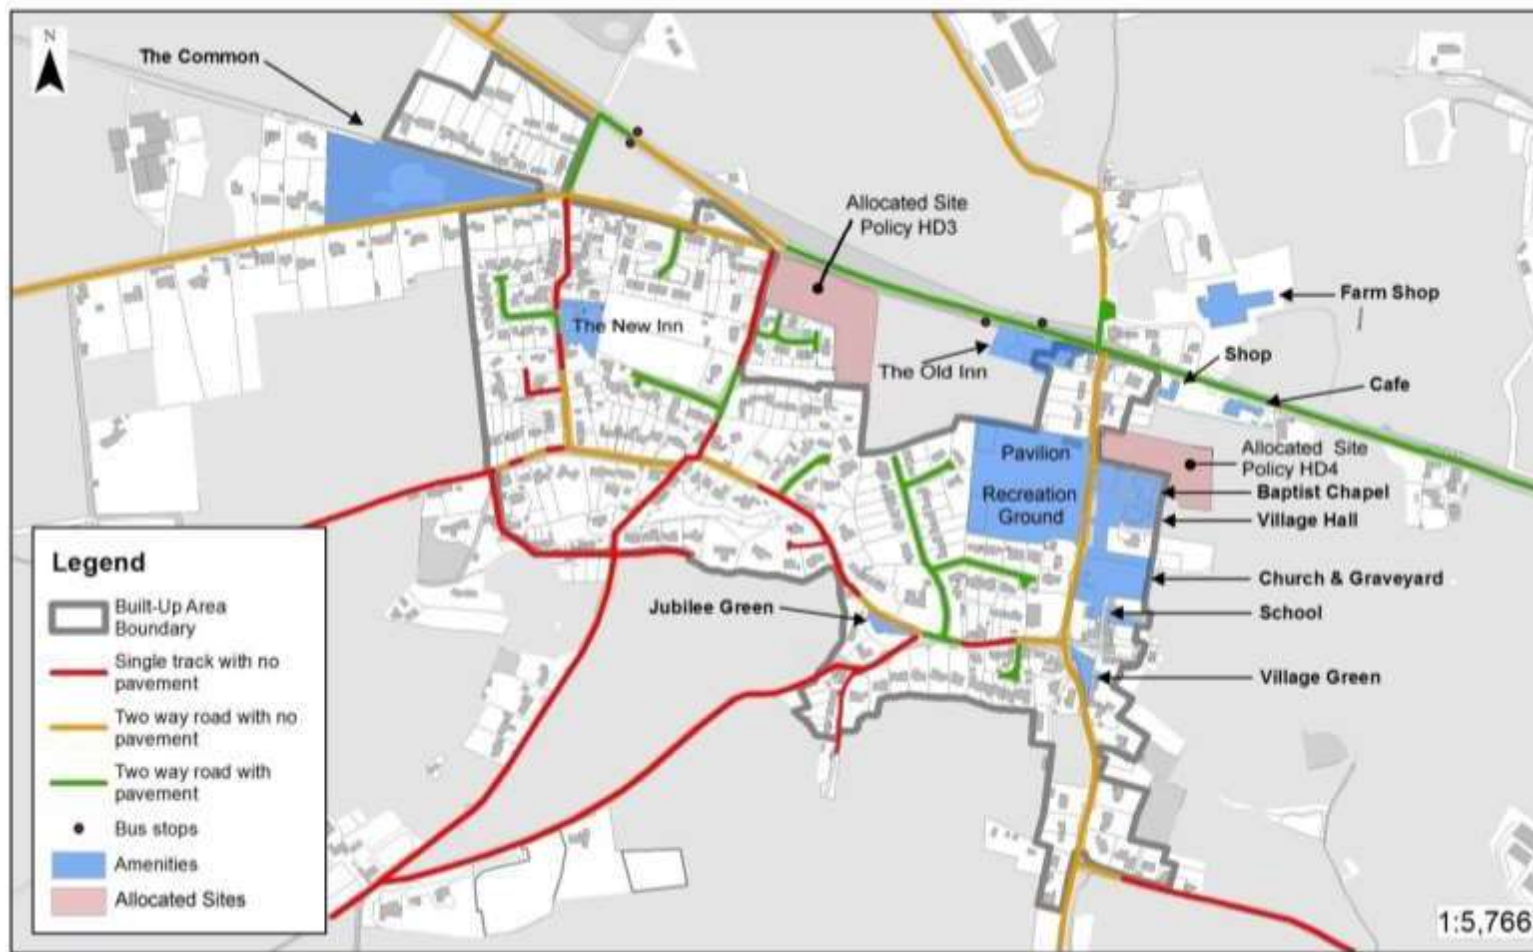 N
The Common
Allocated Site
Policy HD3
Farm Shop
The New Inn
Shop
The Old Inn
Cafe
Pavilion
Allocated Site
Policy HD4
Recreation
Ground
Baptist Chapel
Village Hall
Church & Graveyard
Jubilee Green
School
Village Green
Legend
Built-Up Area
Boundary
Single track with no
pavement
Two way road with no
pavement
Two way road with
pavement
Bus stops
Amenities
Allocated Sites
1:5,766